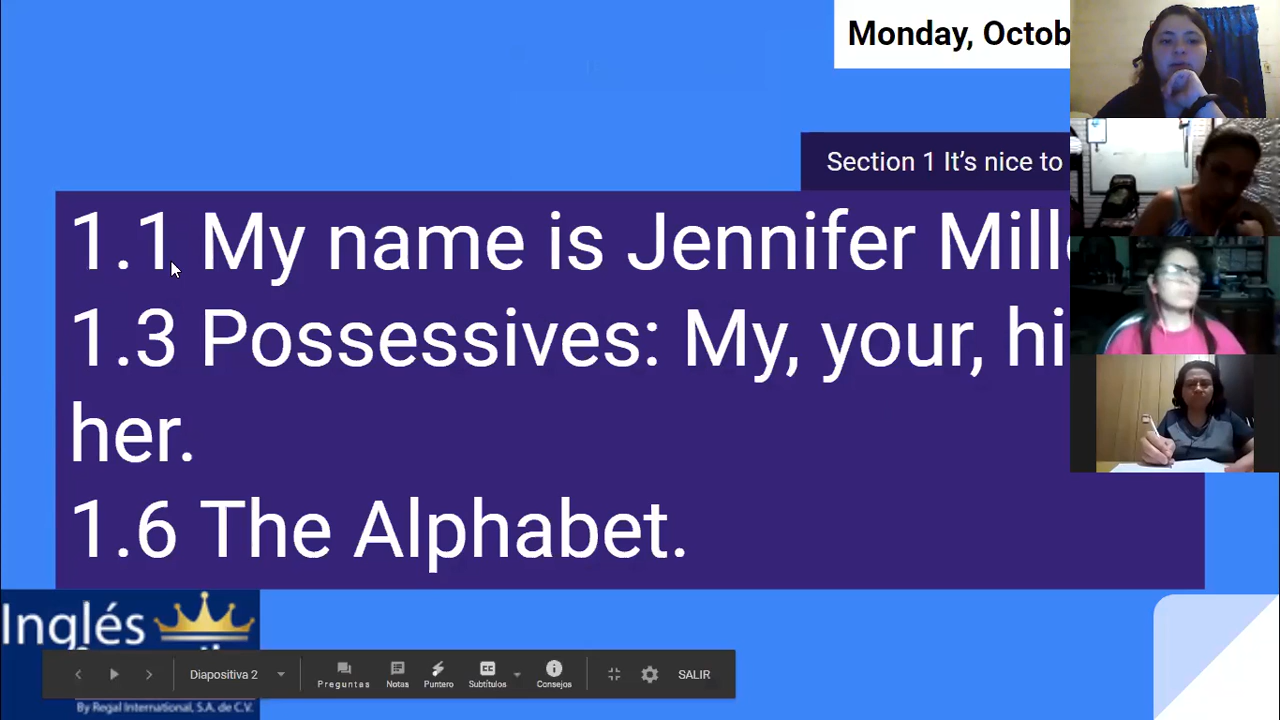 Monday, Octob
Section 1 It's nice to
1.1 My name is Jennifer Mill
1.3 Possessives: My, your, hi
her.
1.6 The Alphabet.
Inglés
Diapositiva 2
Preguntas
Notas
Puntero
Subtítulos
Consejos
SALIR
By Regal International, S.A. de C.V.